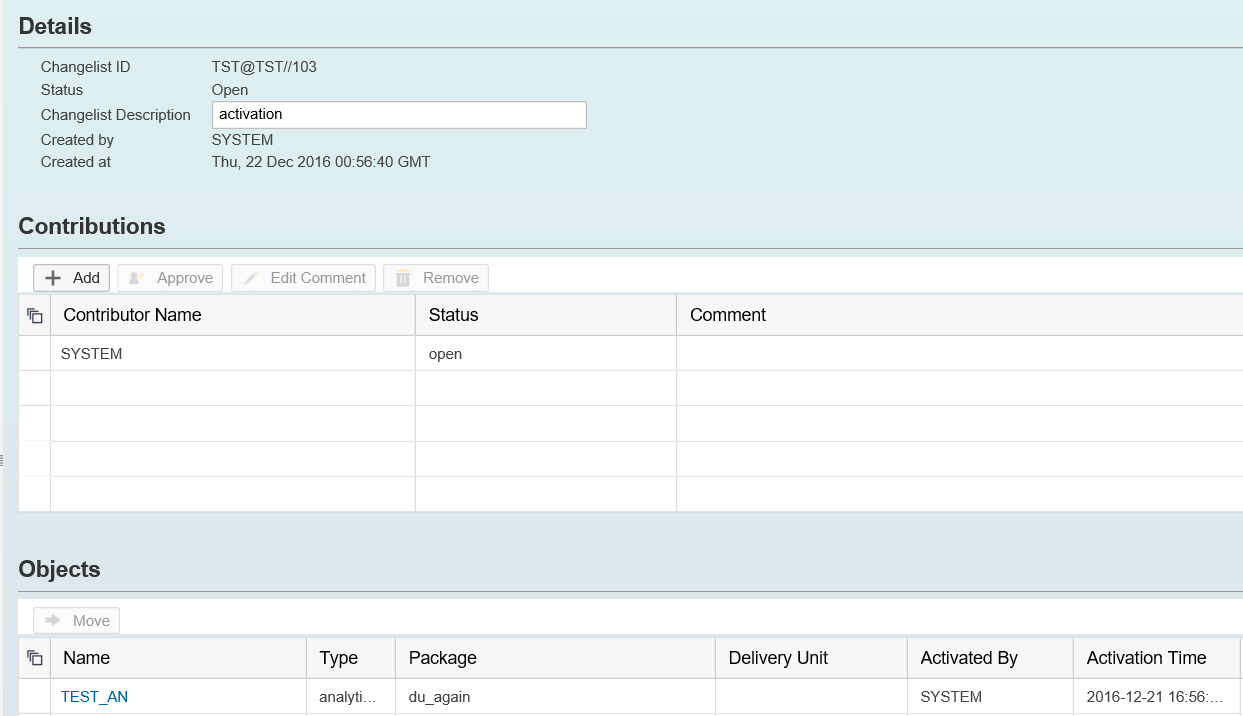 Details
Changelist ID TST@TST//103
Status Open
Changelist Description activation
Created by SYSTEM
Created at Thu, 22 Dec 2016 00:56:40 GMT
Contributions
Add Approve Edit Comment Remove
Contributor Name Status Comment
SYSTEM open
Objects
Move
Name Type Package Delivery Unit Activated By Activation Time
TEST_AN analyti... du_again SYSTEM 2016-12-21 16:56:...